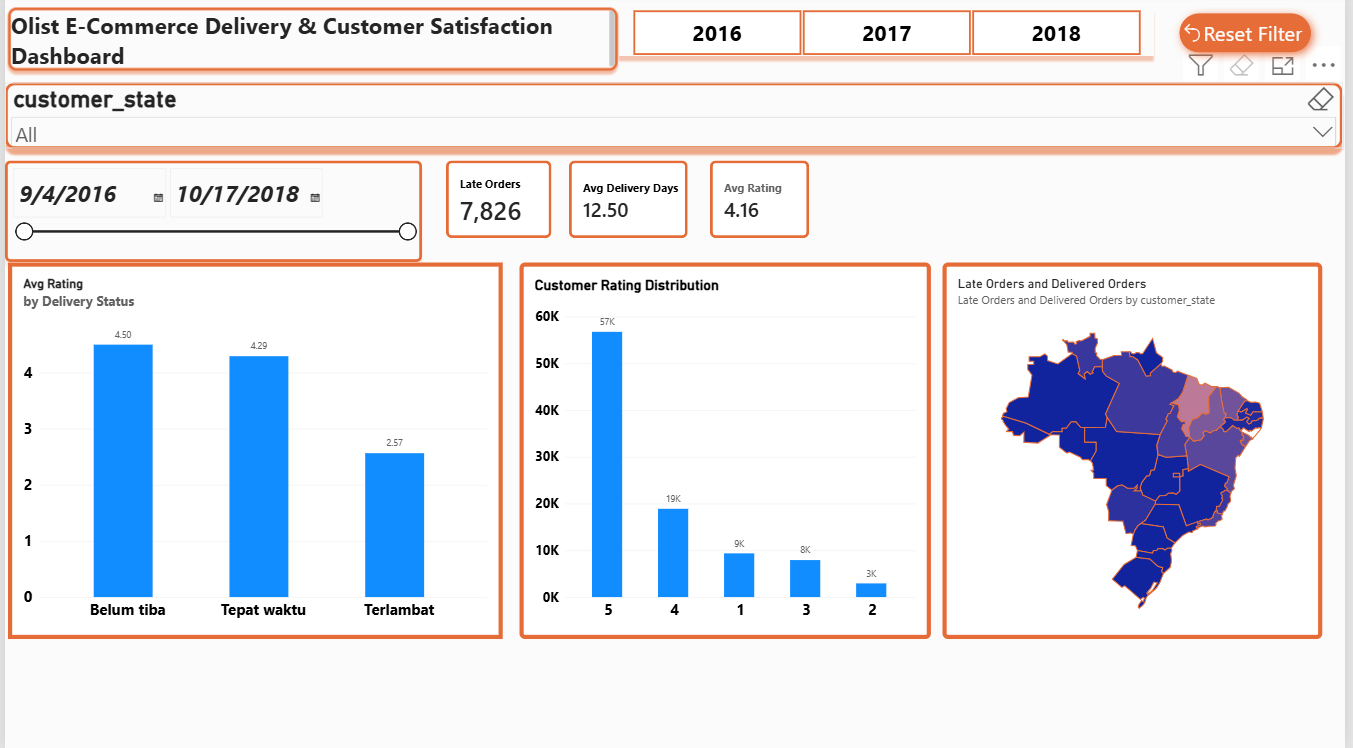 Olist E-Commerce Delivery & Customer Satisfaction
Dashboard
2016
2017
2018
Reset Filter
customer_state
All
9/4/2016
10/17/2018
Late Orders
7,826
Avg Delivery Days
12.50
Avg Rating
4.16
Avg Rating
by Delivery Status
4.50
4.29
2.57
4
3
2
1
0
Belum tiba
Tepat waktu
Terlambat
Customer Rating Distribution
60K
50K
40K
30K
20K
10K
0K
57K
19K
9K
8K
3K
5
4
1
3
2
Late Orders and Delivered Orders
Late Orders and Delivered Orders by customer_state